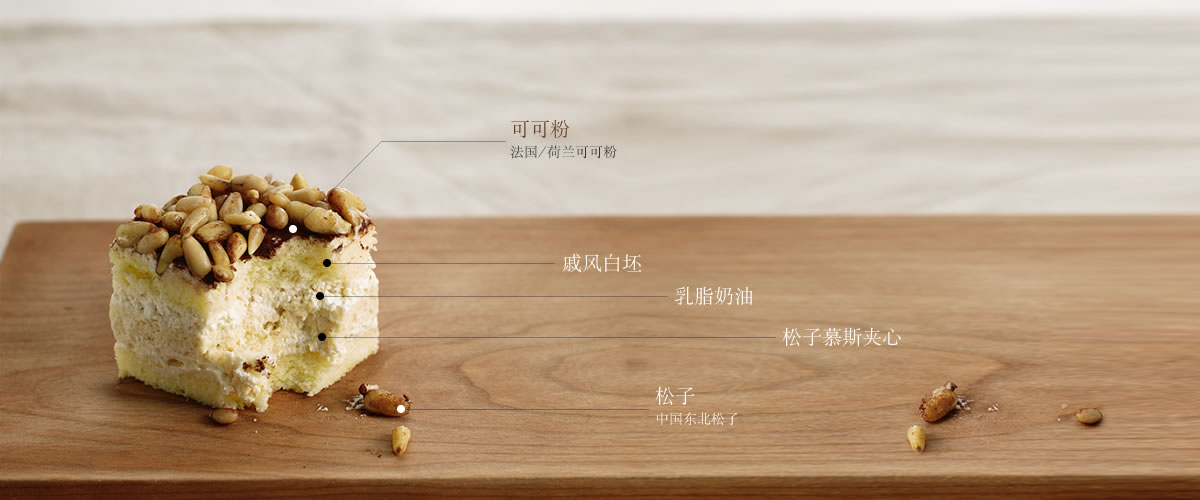 可可粉
法国/荷兰可可粉
戚风白坯
乳脂奶油
松子慕斯夹心
松子
中国东北松子